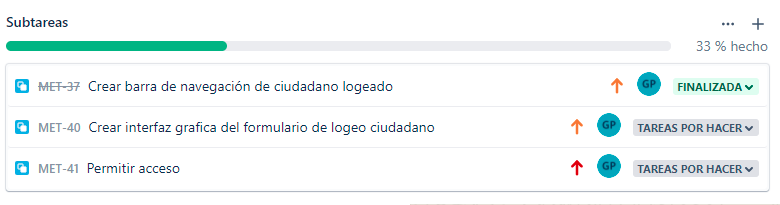 Subtareas
33 % hecho
MET-37 Crear barra de navegación de ciudadano logeado GP FINALIZADA
MET-40 Crear interfaz grafica del formulario de logeo ciudadano GP TAREAS POR HACER
MET-41 Permitir acceso GP TAREAS POR HACER